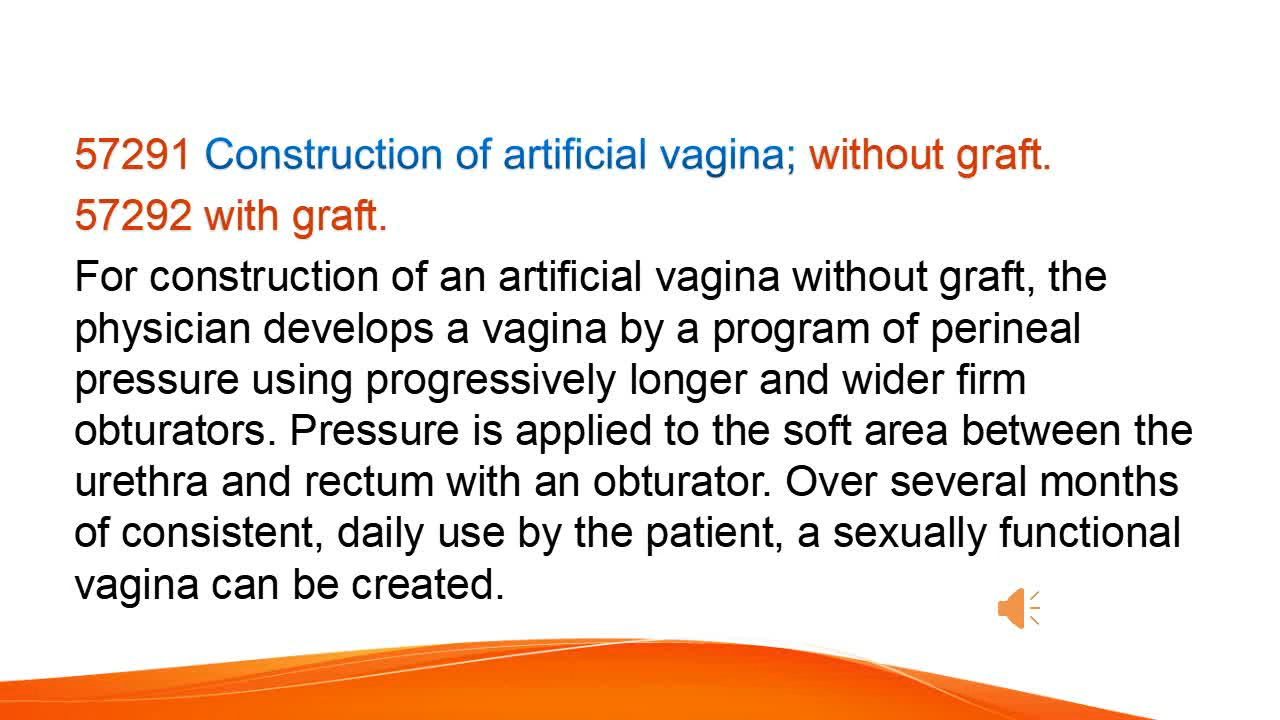 57291 Construction of artificial vagina; without graft.
57292 with graft.
For construction of an artificial vagina without graft, the
physician develops a vagina by a program of perineal
pressure using progressively longer and wider firm
obturators. Pressure is applied to the soft area between the
urethra and rectum with an obturator. Over several months
of consistent, daily use by the patient, a sexually functional
vagina can be created.